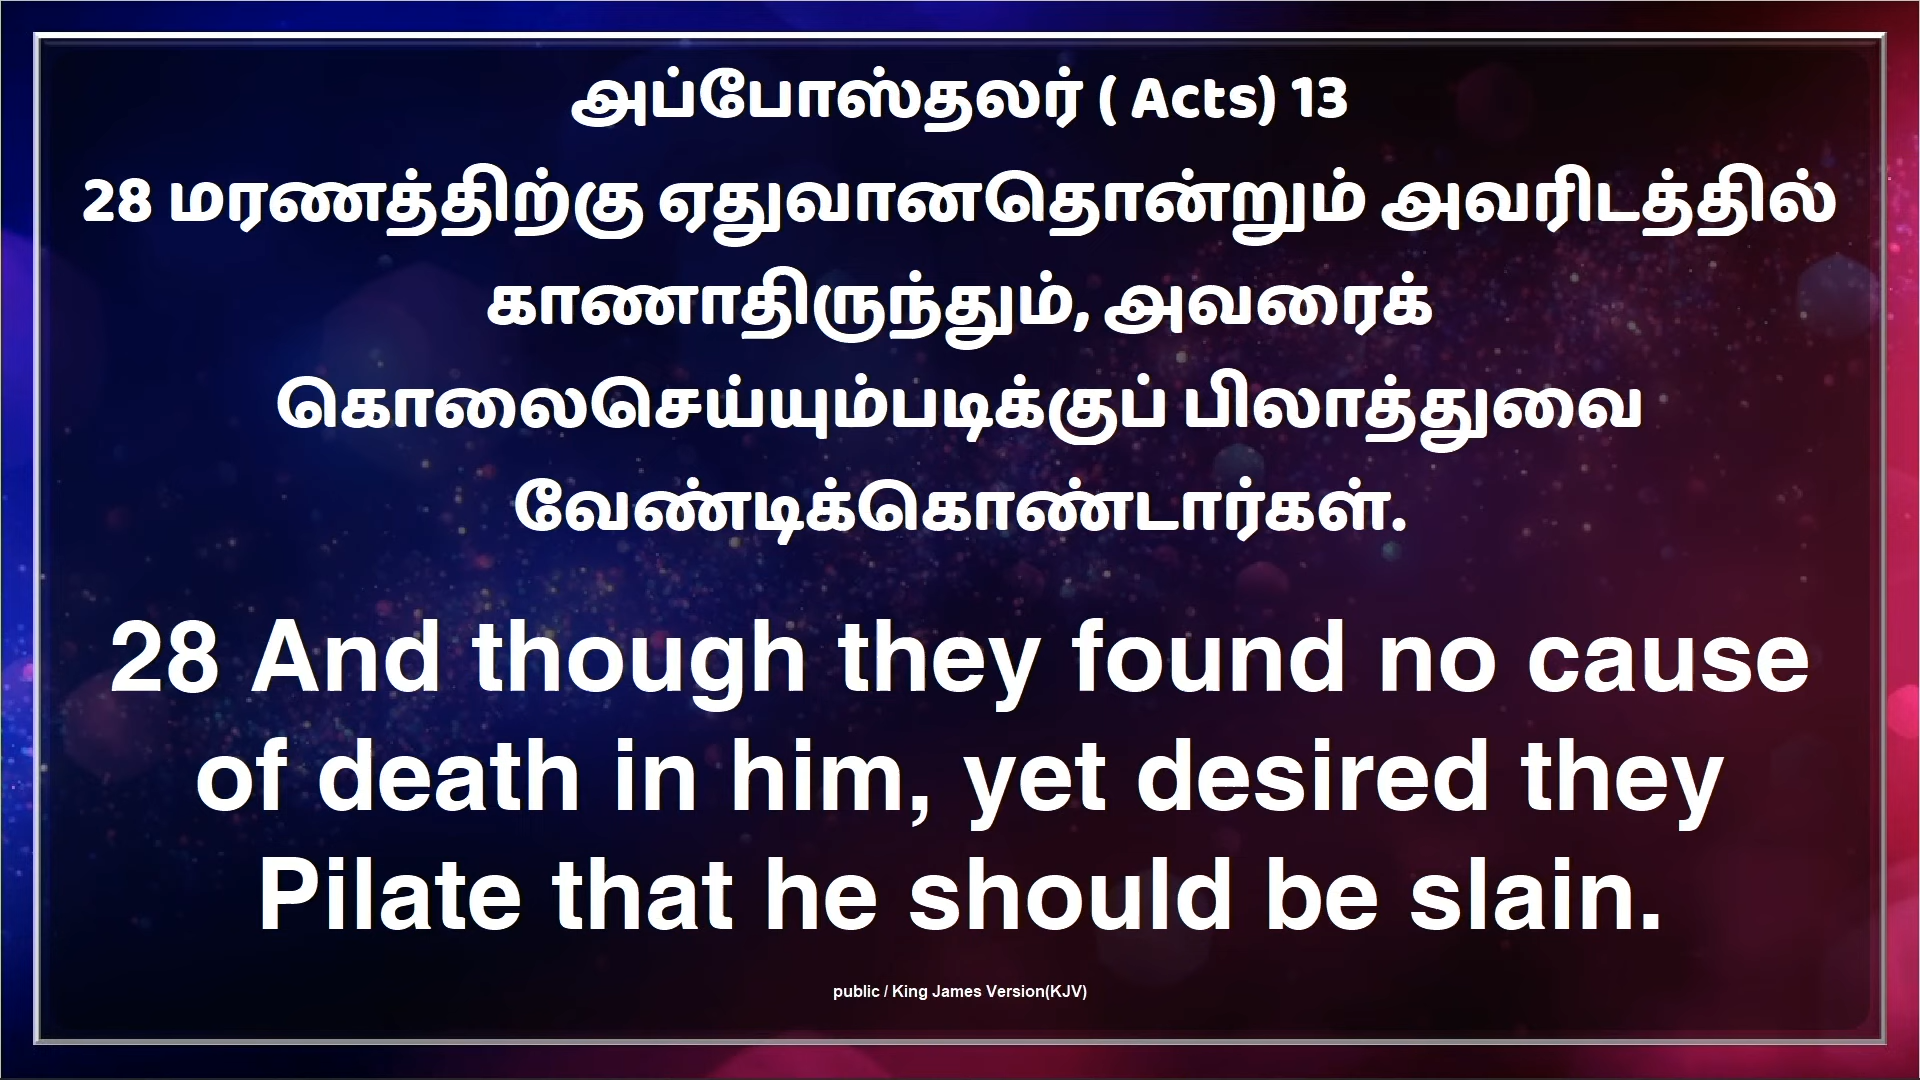 அப்போஸ்தலர் ( Acts) 13
28 மரணத்திற்கு ஏதுவானதொன்றும் அவரிடத்தில்
காணாதிருந்தும், அவரைக்
கொலைசெய்யும்படிக்குப் பிலாத்துவை
வேண்டிக்கொண்டார்கள்.
28 And though they found no cause
of death in him, yet desired they
Pilate that he should be slain.
public / King James Version(KJV)